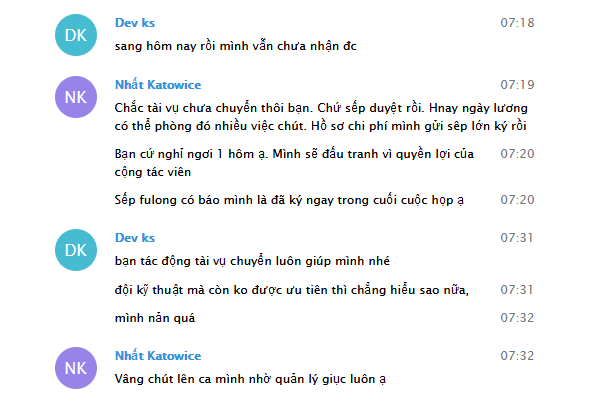 DK
Dev ks 07:18
sang hôm nay rồi mình vẫn chưa nhận đc
NK
Nhất Katowice 07:19
Chắc tài vụ chưa chuyển thôi bạn. Chứ sếp duyệt rồi. Hnay ngày lương
có thể phòng đó nhiều việc chút. Hồ sơ chi phí mình gửi sêp lớn ký rồi
Bạn cứ nghỉ ngơi 1 hôm ạ. Mình sẽ đấu tranh vì quyền lợi của 07:20
cộng tác viên
Sếp fulong có báo mình là đã ký ngay trong cuối cuộc họp ạ 07:20
DK
Dev ks 07:31
bạn tác động tài vụ chuyển luôn giúp mình nhé
đội kỹ thuật mà còn ko được ưu tiên thì chẳng hiểu sao nữa, 07:31
mình nản quá 07:32
NK
Nhất Katowice 07:32
Vâng chút lên ca mình nhờ quản lý giục luôn ạ